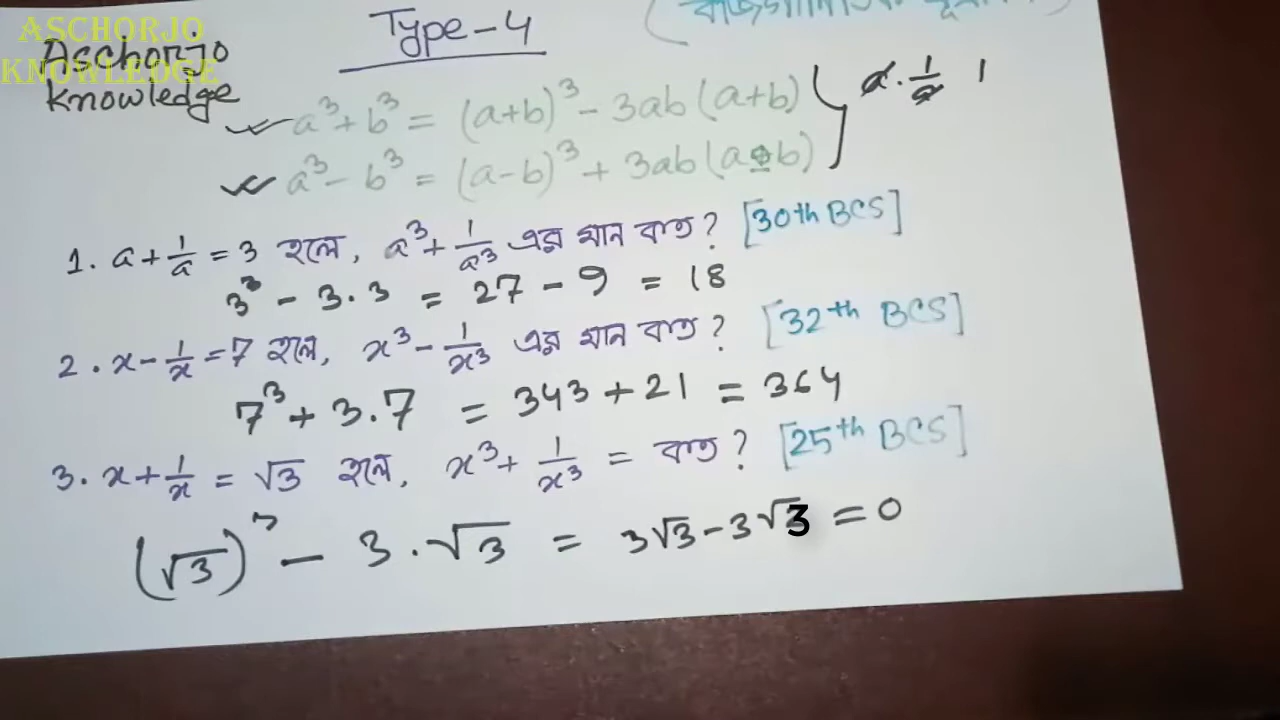 ASCHORJO
KNOWLEDGE
Aschorjo
Knowledge
Type-4
a³+b³ = (a+b)³ - 3ab(a+b)
a³-b³ = (a-b)³ + 3ab(a-b)
a · 1/a 1
1. a + 1/a = 3 হলে, a³ + 1/a³ এর মান কত? [30th BCS]
3³ - 3.3 = 27 - 9 = 18
2. x - 1/x = 7 হলে, x³ - 1/x³ এর মান কত? [32th BCS]
7³ + 3.7 = 343 + 21 = 364
3. x + 1/x = √3 হলে, x³ + 1/x³ = কত? [25th BCS]
(√3)³ - 3.√3 = 3√3 - 3√3 = 0